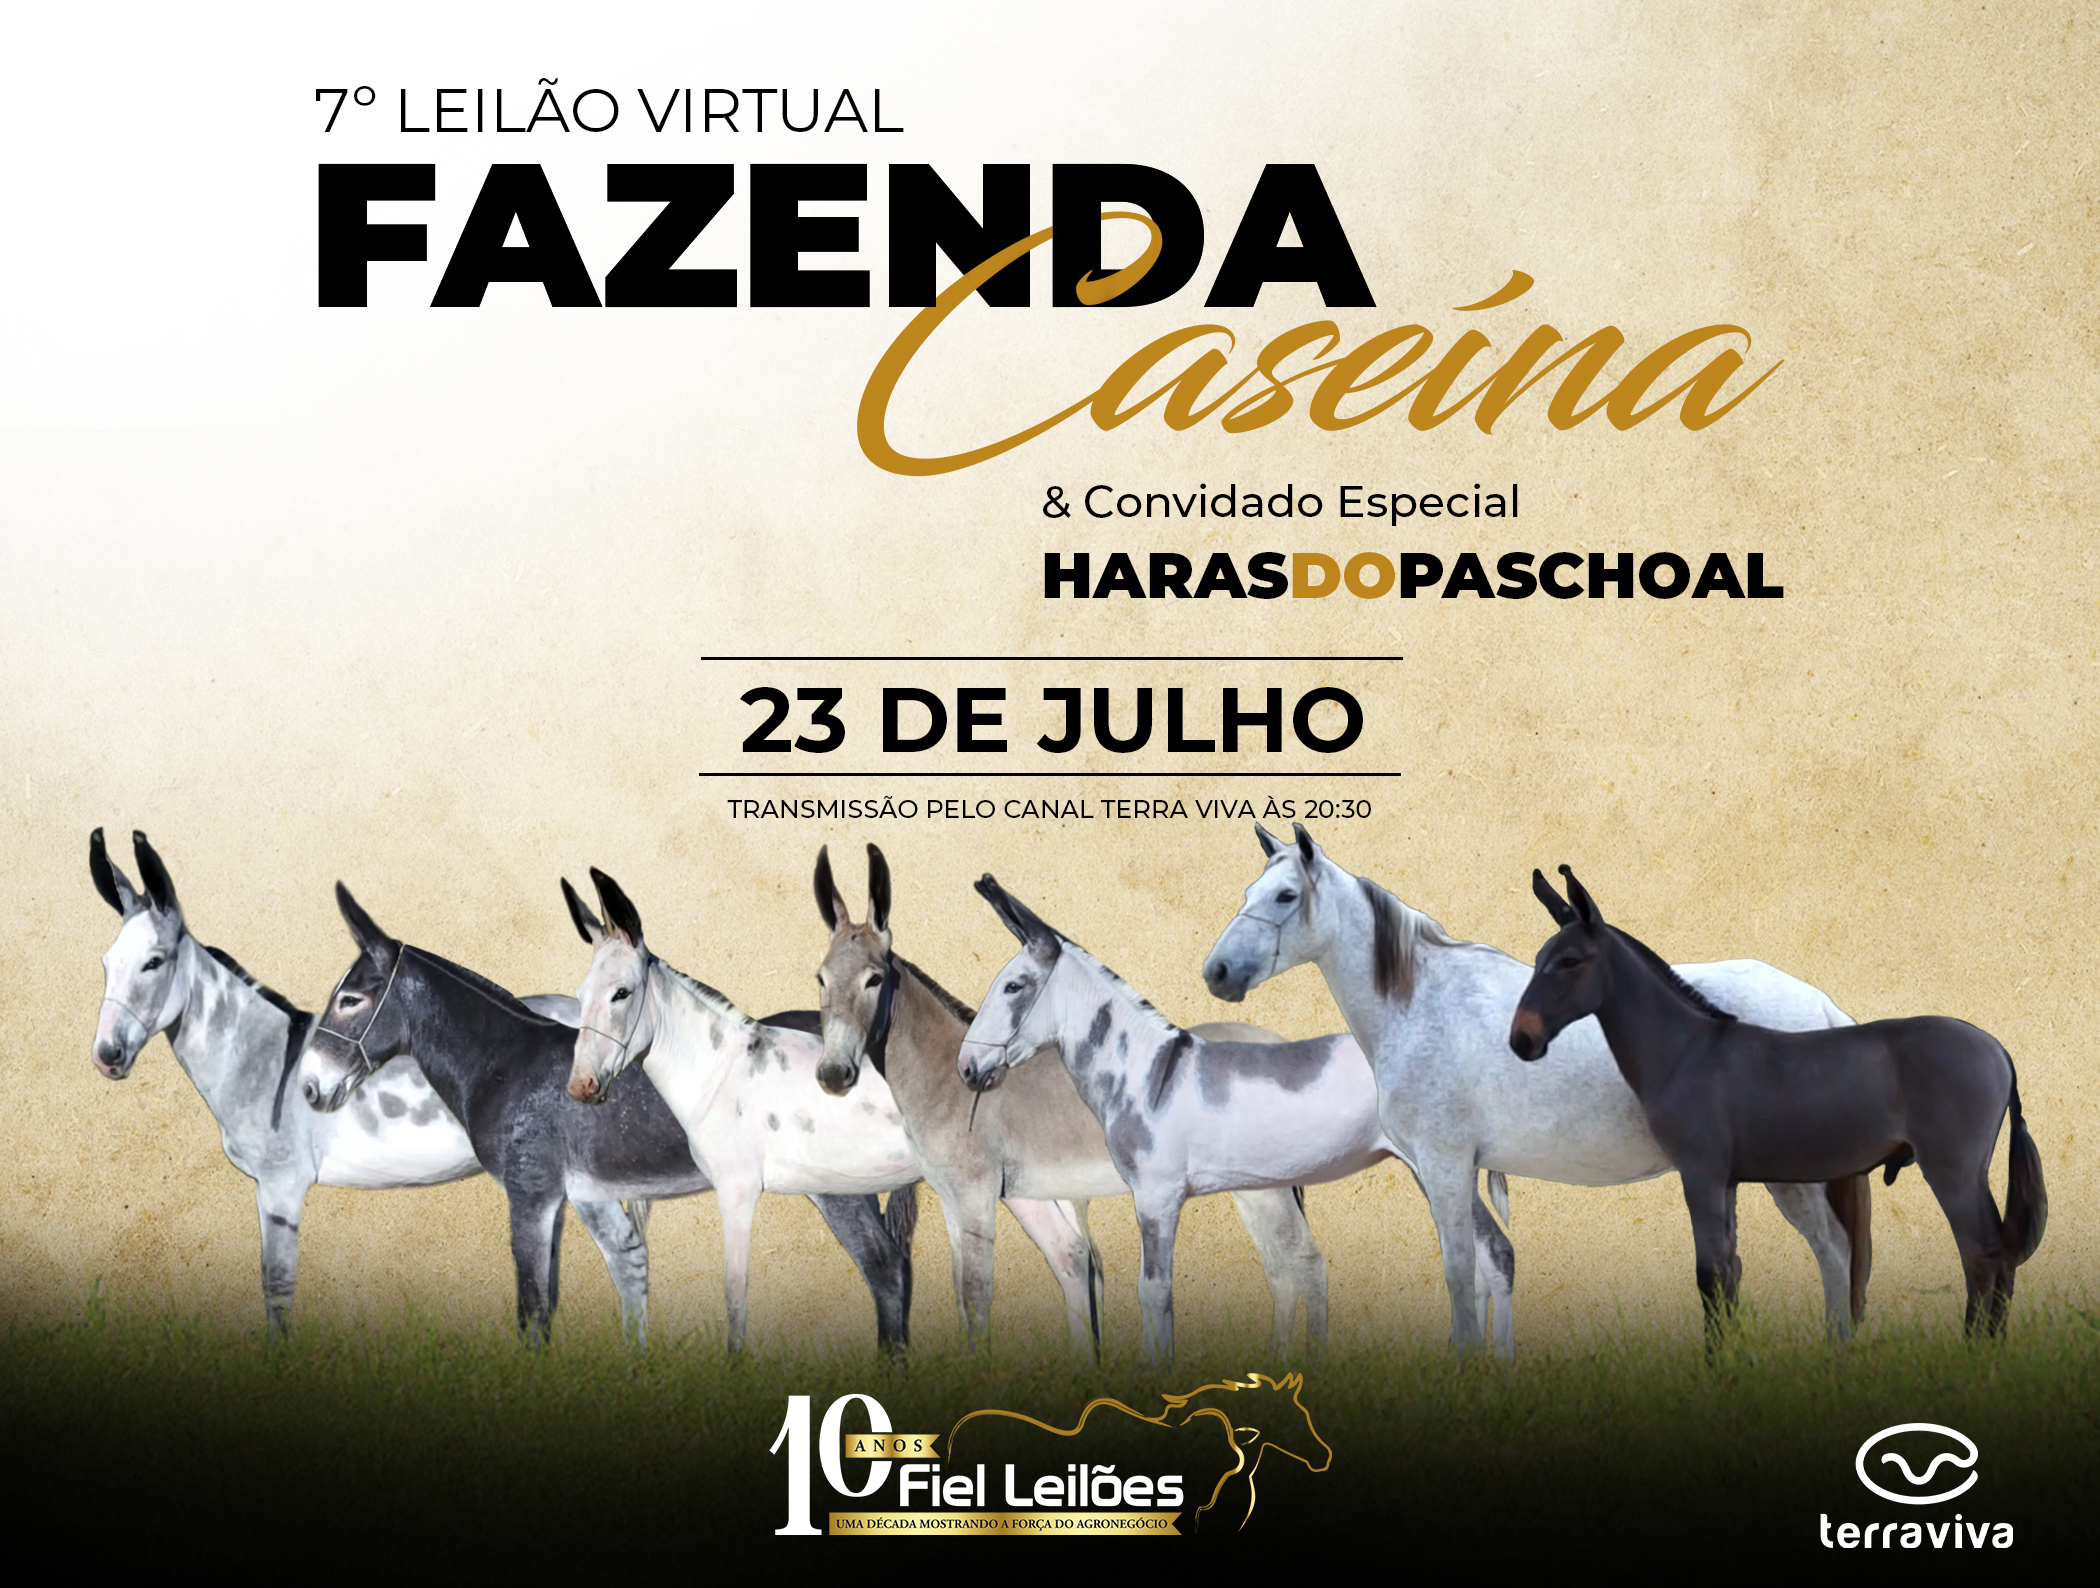 7º LEILÃO VIRTUAL
FAZENDA
Caseína
& Convidado Especial
HARASDOPASCHOAL
23 DE JULHO
TRANSMISSÃO PELO CANAL TERRA VIVA ÀS 20:30
10
ANOS
Fiel Leilões
UMA DÉCADA MOSTRANDO A FORÇA DO AGRONEGÓCIO
terraviva